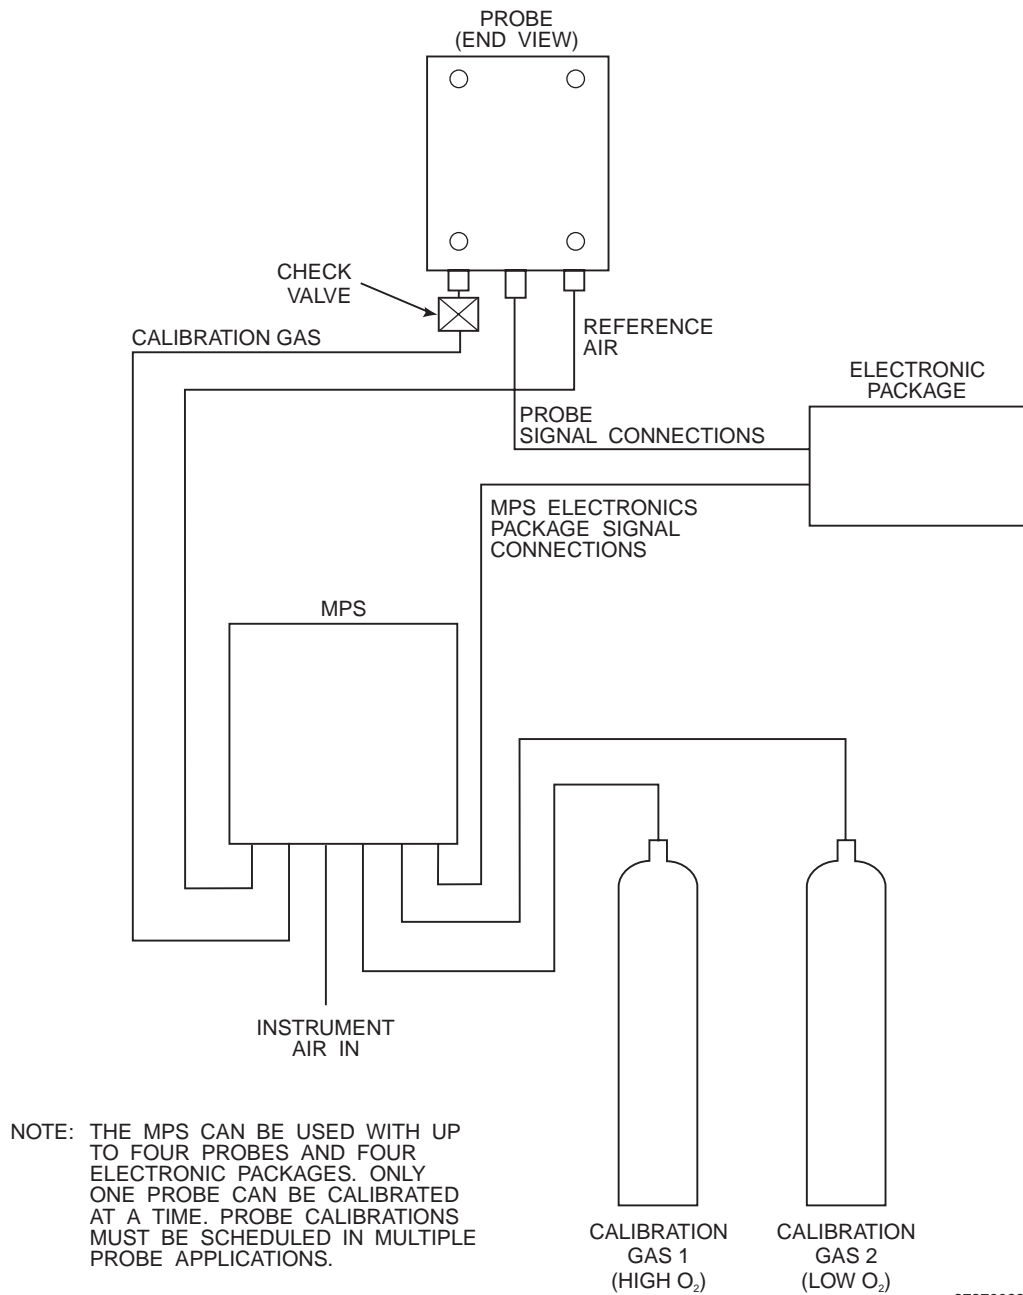 PROBE
(END VIEW)
CHECK
VALVE
CALIBRATION GAS
REFERENCE
AIR
ELECTRONIC
PACKAGE
PROBE
SIGNAL CONNECTIONS
MPS ELECTRONICS
PACKAGE SIGNAL
CONNECTIONS
MPS
INSTRUMENT
AIR IN
NOTE: THE MPS CAN BE USED WITH UP
TO FOUR PROBES AND FOUR
ELECTRONIC PACKAGES. ONLY
ONE PROBE CAN BE CALIBRATED
AT A TIME. PROBE CALIBRATIONS
MUST BE SCHEDULED IN MULTIPLE
PROBE APPLICATIONS.
CALIBRATION
GAS 1
(HIGH O₂)
CALIBRATION
GAS 2
(LOW O₂)